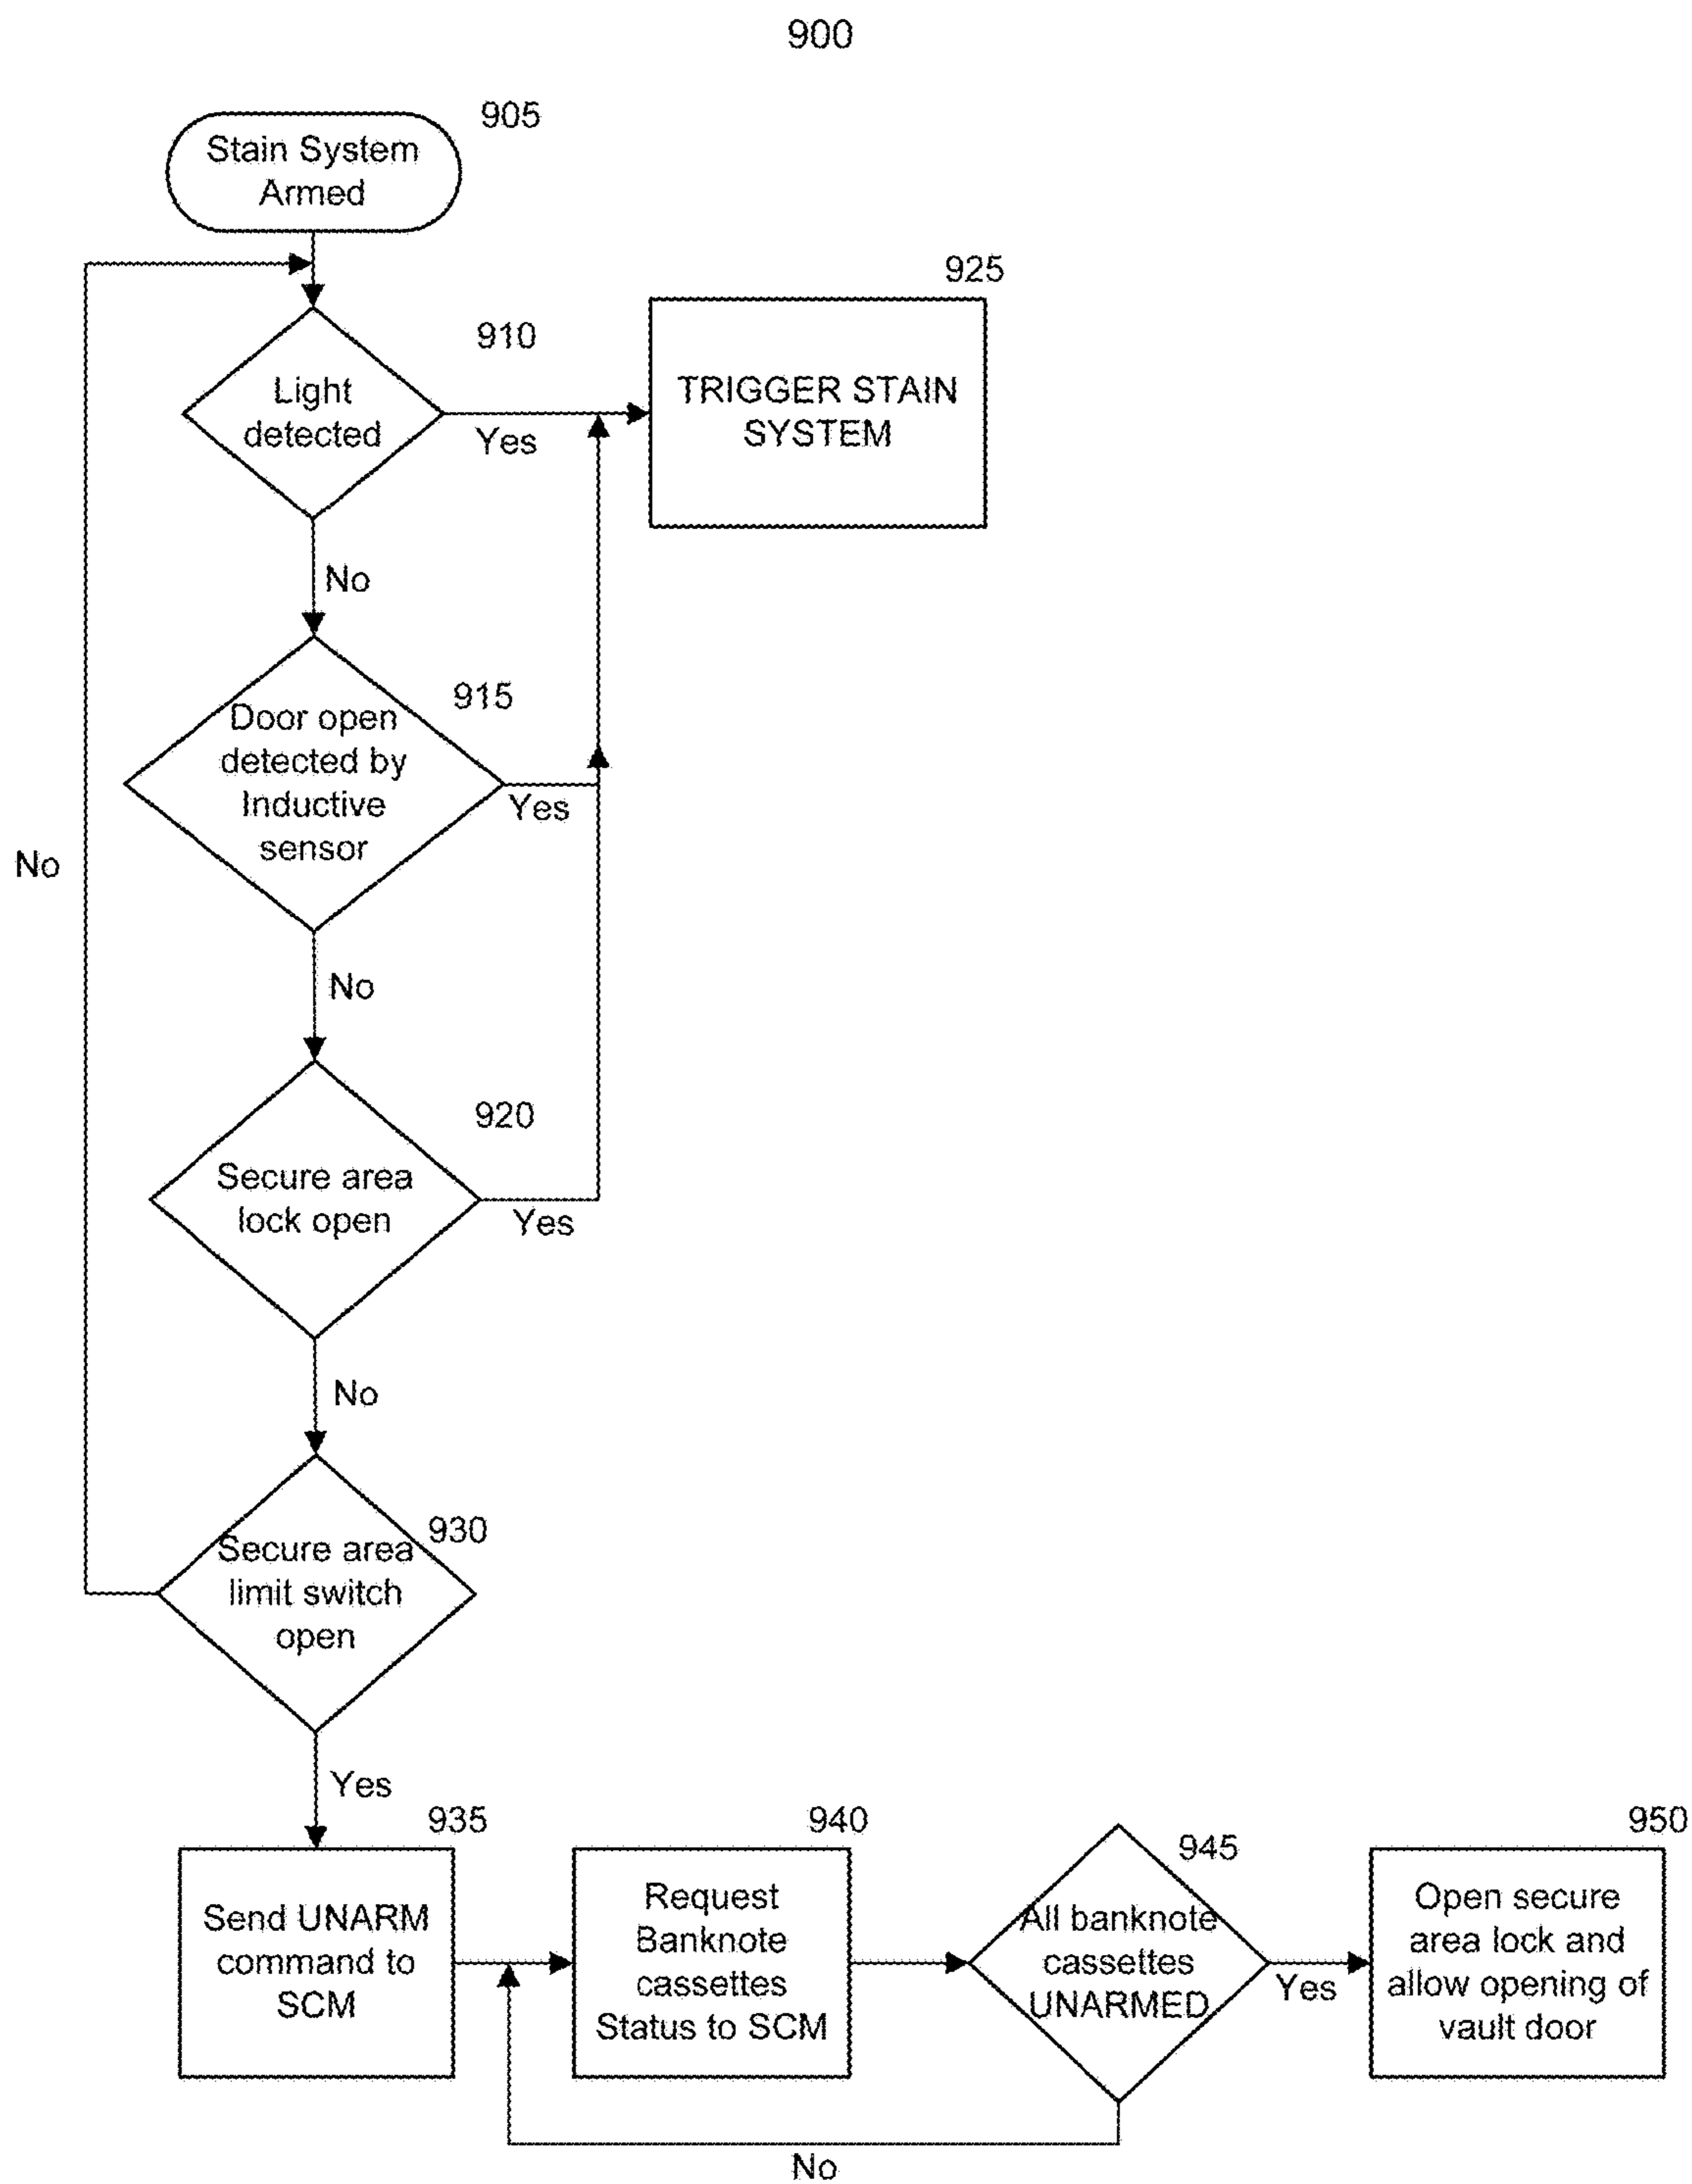 900
905
Stain System
Armed
925
910
Light
detected
Yes
TRIGGER STAIN
SYSTEM
No
915
Door open
detected by
Inductive
sensor
Yes
No
No
920
Secure area
lock open
Yes
No
930
Secure area
limit switch
open
Yes
935
Send UNARM
command to
SCM
940
Request
Banknote
cassettes
Status to SCM
945
All banknote
cassettes
UNARMED
Yes
No
950
Open secure
area lock and
allow opening of
vault door